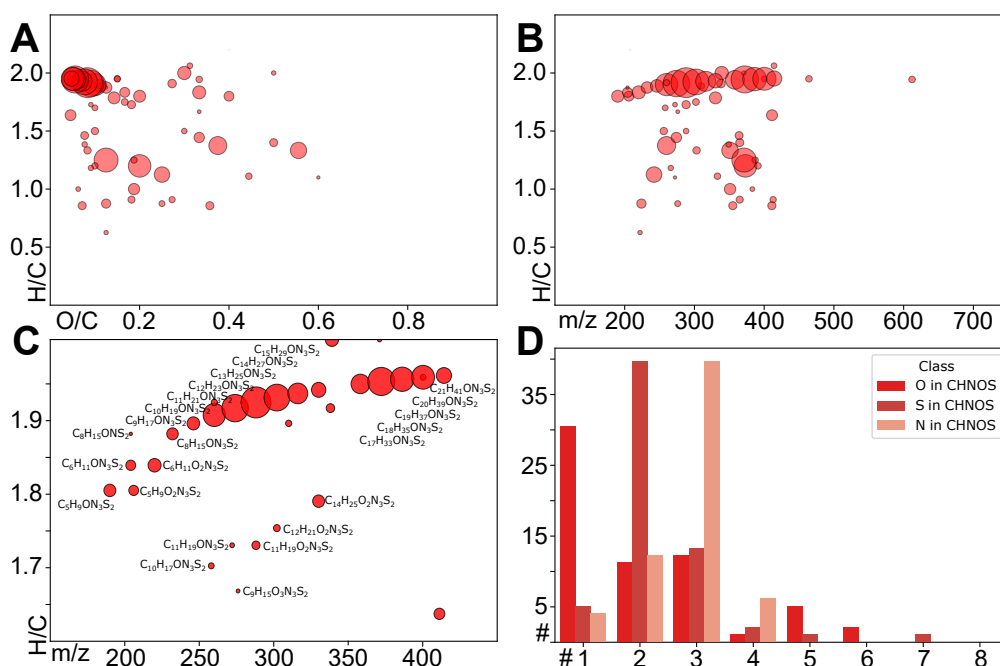 A
2.0
1.5
1.0
0.5
H/C
O/C 0.2 0.4 0.6 0.8
B
2.0
1.5
1.0
0.5
H/C
m/z 200 300 400 500 600 700
C
1.9
1.8
1.7
H/C
C₁₅H₂₉ON₃S₂
C₁₄H₂₇ON₃S₂
C₁₃H₂₅ON₃S₂
C₁₂H₂₃ON₃S₂
C₁₁H₂₁ON₃S₂
C₁₀H₁₉ON₃S₂
C₉H₁₇ON₃S₂
C₈H₁₅ONS₂
C₈H₁₅ON₃S₂
C₆H₁₁ON₃S₂
C₆H₁₁O₂N₃S₂
C₅H₉ON₃S₂
C₅H₉O₂N₃S₂
C₂₁H₄₁ON₃S₂
C₂₀H₃₉ON₃S₂
C₁₉H₃₇ON₃S₂
C₁₈H₃₅ON₃S₂
C₁₇H₃₃ON₃S₂
C₁₄H₂₅O₂N₃S₂
C₁₂H₂₁O₂N₃S₂
C₁₁H₁₉ON₃S₂
C₁₁H₁₉O₂N₃S₂
C₁₀H₁₇ON₃S₂
C₉H₁₅O₃N₃S₂
m/z 200 250 300 350 400
D
35
25
15
5
#
Class
O in CHNOS
S in CHNOS
N in CHNOS
# 1 2 3 4 5 6 7 8